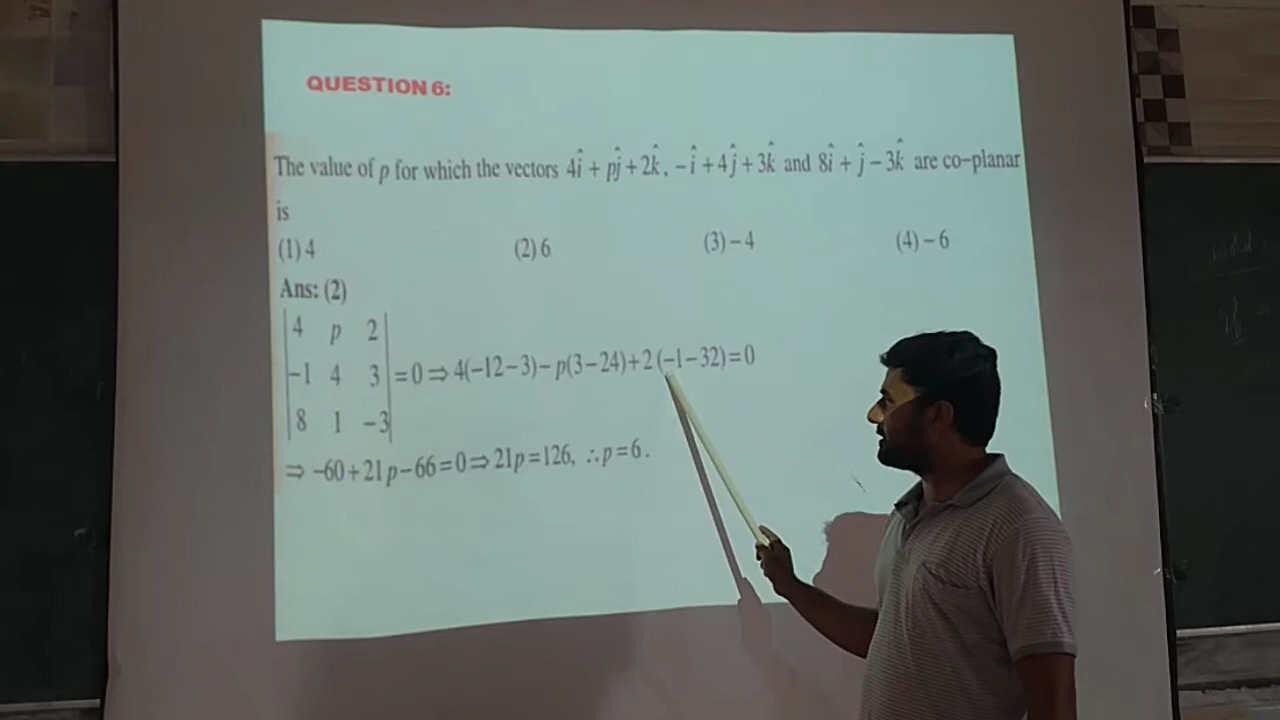 QUESTION 6:
The value of p for which the vectors 4î + pĵ + 2k̂, −î + 4ĵ + 3k̂ and 8î + ĵ − 3k̂ are co–planar
is
(1) 4 (2) 6 (3) − 4 (4) − 6
Ans: (2)
|4 p 2|
|−1 4 3| = 0 ⇒ 4(−12−3) − p(3−24) + 2(−1−32) = 0
|8 1 −3|
⇒ −60 + 21p − 66 = 0 ⇒ 21p = 126, ∴ p = 6.